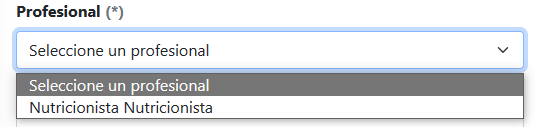 Profesional (*)
Seleccione un profesional
Seleccione un profesional
Nutricionista Nutricionista